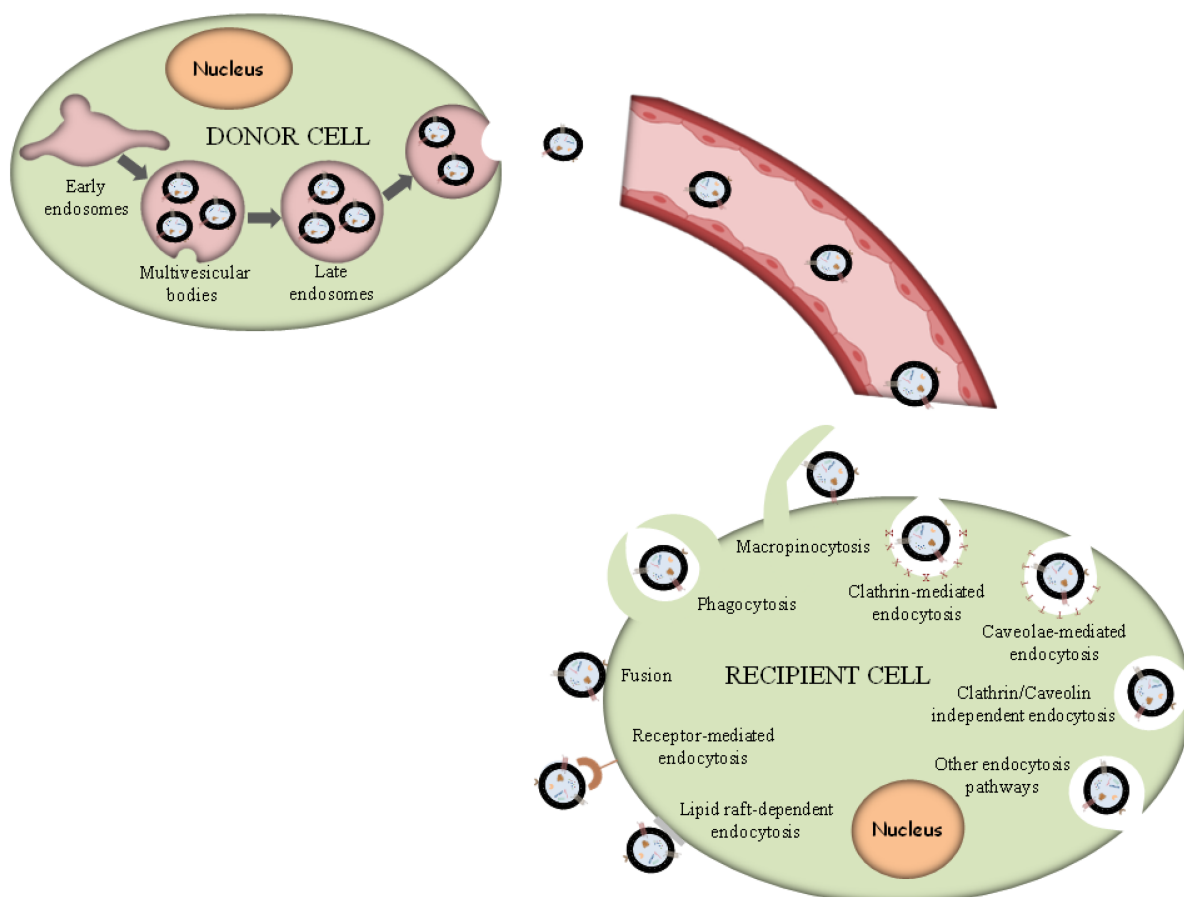 Nucleus
DONOR CELL
Early
endosomes
Multivesicular
bodies
Late
endosomes
Macropinocytosis
Phagocytosis
Clathrin-mediated
endocytosis
Caveolae-mediated
endocytosis
Fusion
RECIPIENT CELL
Clathrin/Caveolin
independent endocytosis
Receptor-mediated
endocytosis
Other endocytosis
pathways
Lipid raft-dependent
endocytosis
Nucleus